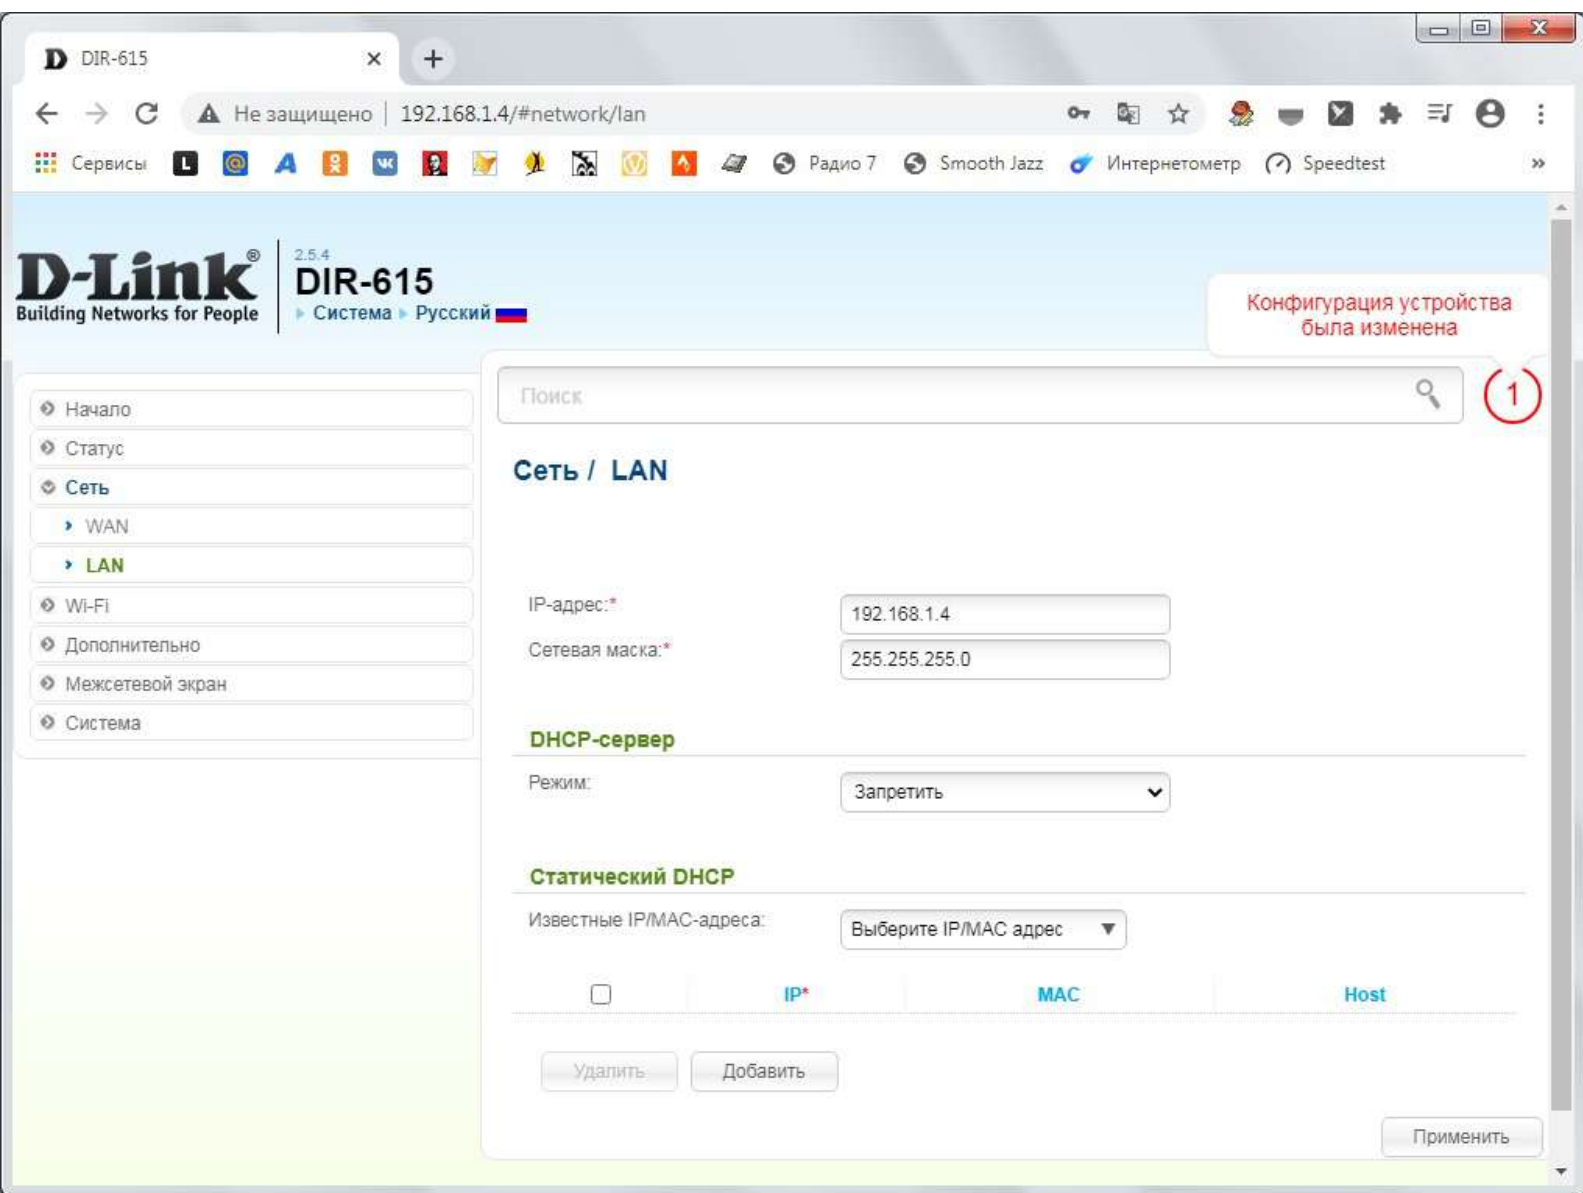 DIR-615
Не защищено | 192.168.1.4/#network/lan
Сервисы Радио 7 Smooth Jazz Интернетометр Speedtest »
D-Link®
Building Networks for People
2.5.4
DIR-615
Система Русский
Конфигурация устройства
была изменена
1
Поиск
Начало
Статус
Сеть
WAN
LAN
Wi-Fi
Дополнительно
Межсетевой экран
Система
Сеть / LAN
IP-адрес:* 192.168.1.4
Сетевая маска:* 255.255.255.0
DHCP-сервер
Режим: Запретить
Статический DHCP
Известные IP/MAC-адреса: Выберите IP/MAC адрес
IP* MAC Host
Удалить Добавить
Применить